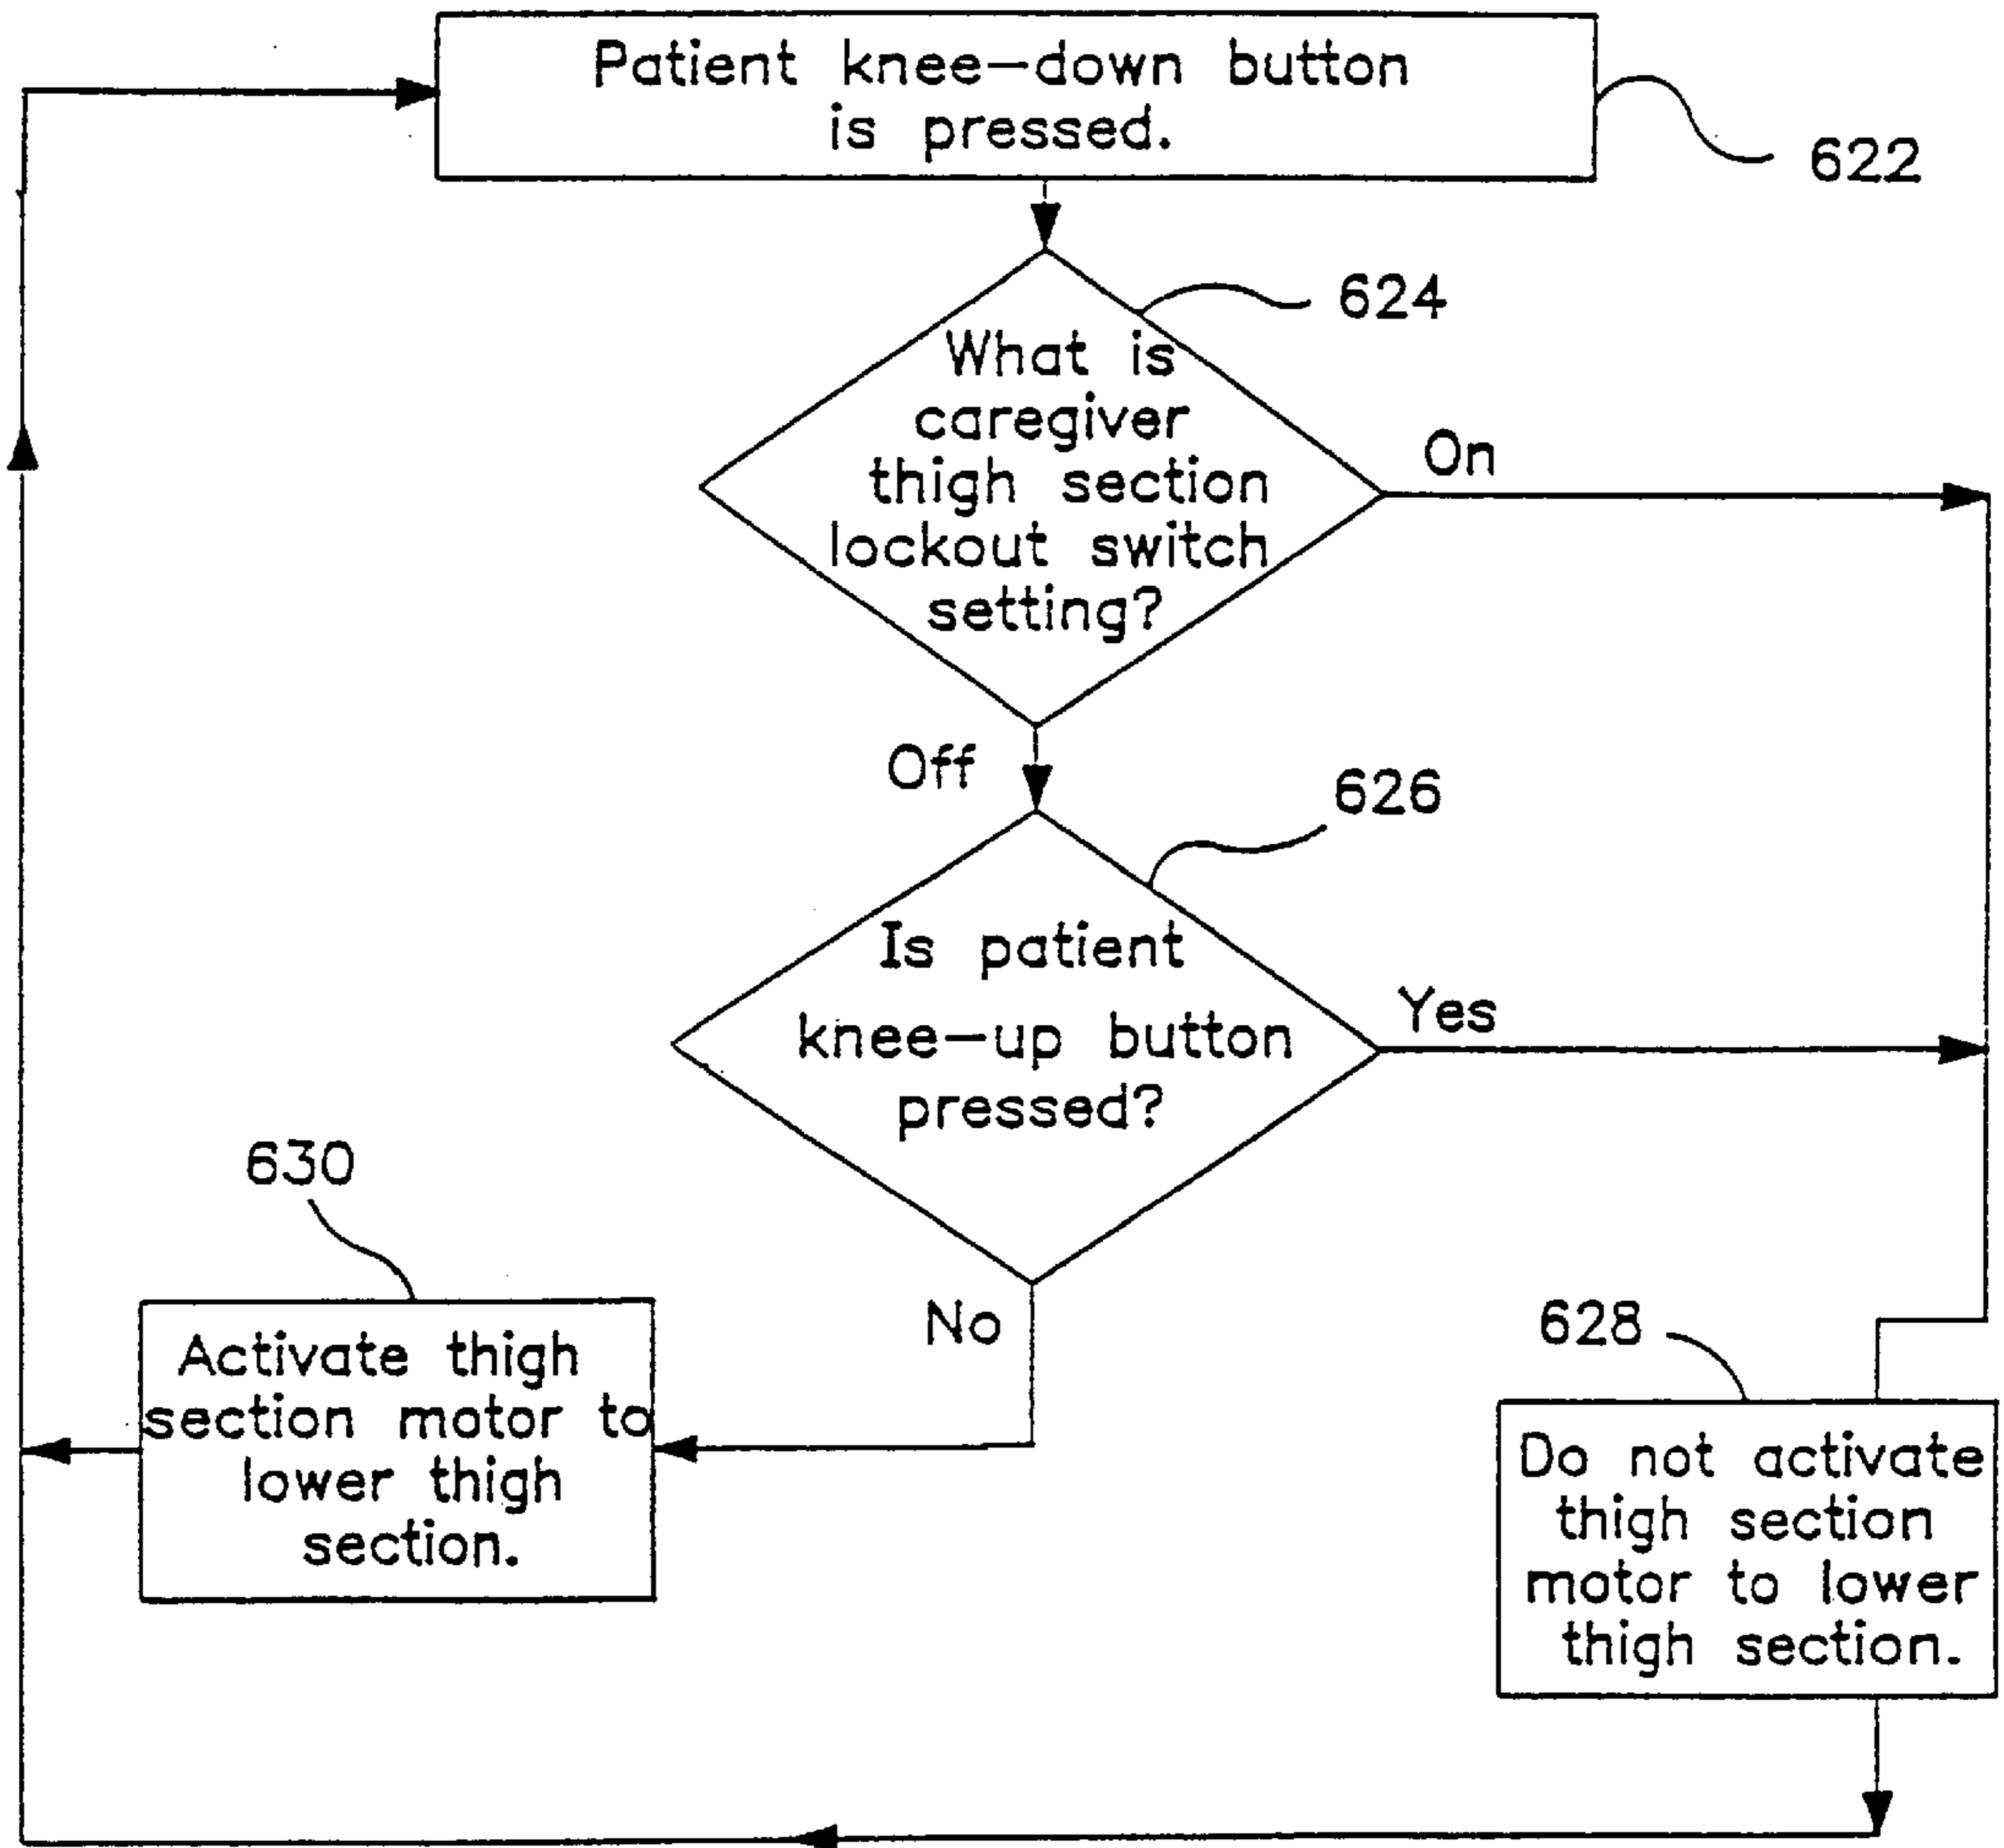 Patient knee-down button
is pressed.
622
624
What is
caregiver
thigh section
lockout switch
setting?
On
Off
626
Is patient
knee-up button
pressed?
Yes
No
630
Activate thigh
section motor to
lower thigh
section.
628
Do not activate
thigh section
motor to lower
thigh section.